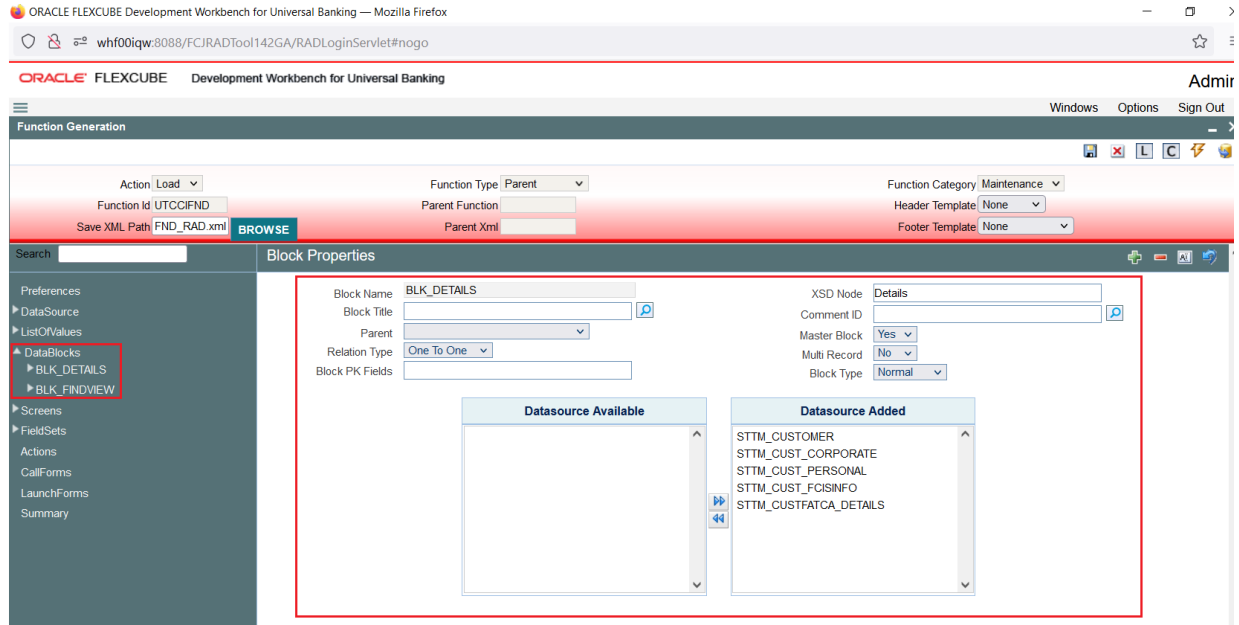 ORACLE FLEXCUBE Development Workbench for Universal Banking — Mozilla Firefox
whf00iqw:8088/FCJRADTool142GA/RADLoginServlet#nogo
ORACLE FLEXCUBE Development Workbench for Universal Banking
Admin
Windows Options Sign Out
Function Generation
L C
Action Load Function Type Parent Function Category Maintenance
Function Id UTCCIFND Parent Function Header Template None
Save XML Path FND_RAD.xml BROWSE Parent Xml Footer Template None
Search Block Properties
Preferences
DataSource
ListOfValues
DataBlocks
BLK_DETAILS
BLK_FINDVIEW
Screens
FieldSets
Actions
CallForms
LaunchForms
Summary
Block Name BLK_DETAILS XSD Node Details
Block Title Comment ID
Parent Master Block Yes
Relation Type One To One Multi Record No
Block PK Fields Block Type Normal
Datasource Available Datasource Added
STTM_CUSTOMER
STTM_CUST_CORPORATE
STTM_CUST_PERSONAL
STTM_CUST_FCISINFO
STTM_CUSTFATCA_DETAILS